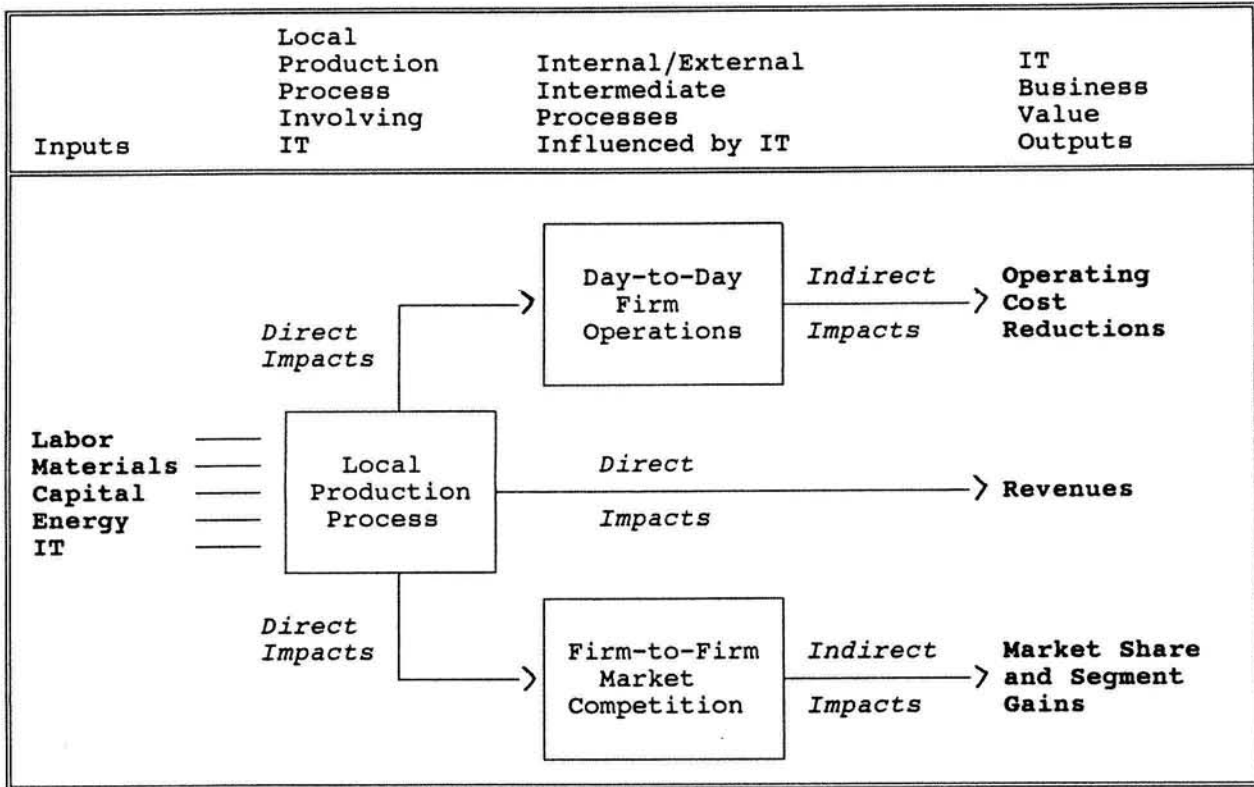 Inputs
Local
Production
Process
Involving
IT
Internal/External
Intermediate
Processes
Influenced by IT
IT
Business
Value
Outputs
Labor
Materials
Capital
Energy
IT
Local
Production
Process
Direct
Impacts
Day-to-Day
Firm
Operations
Indirect
Impacts
Operating
Cost
Reductions
Direct
Impacts
Revenues
Direct
Impacts
Firm-to-Firm
Market
Competition
Indirect
Impacts
Market Share
and Segment
Gains